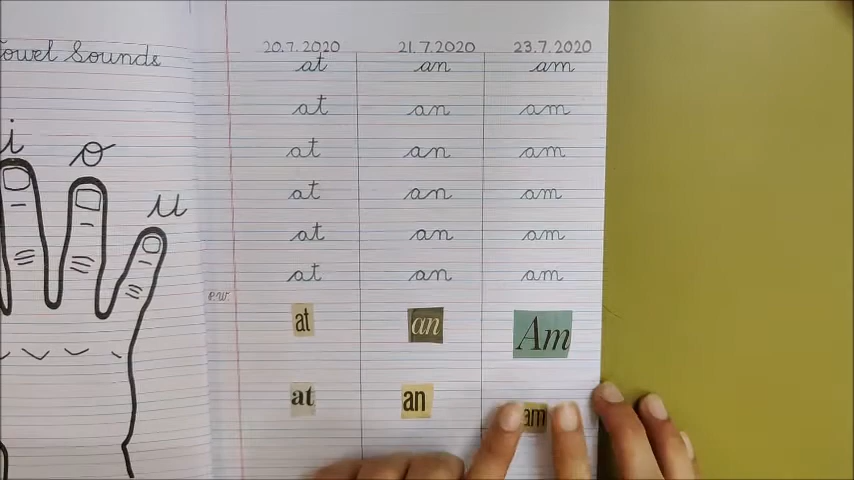 owel Sounds
i o
u
20.7.2020 21.7.2020 23.7.2020
at an am
at an am
at an am
at an am
at an am
at an am
P.W.
at an Am
at an am